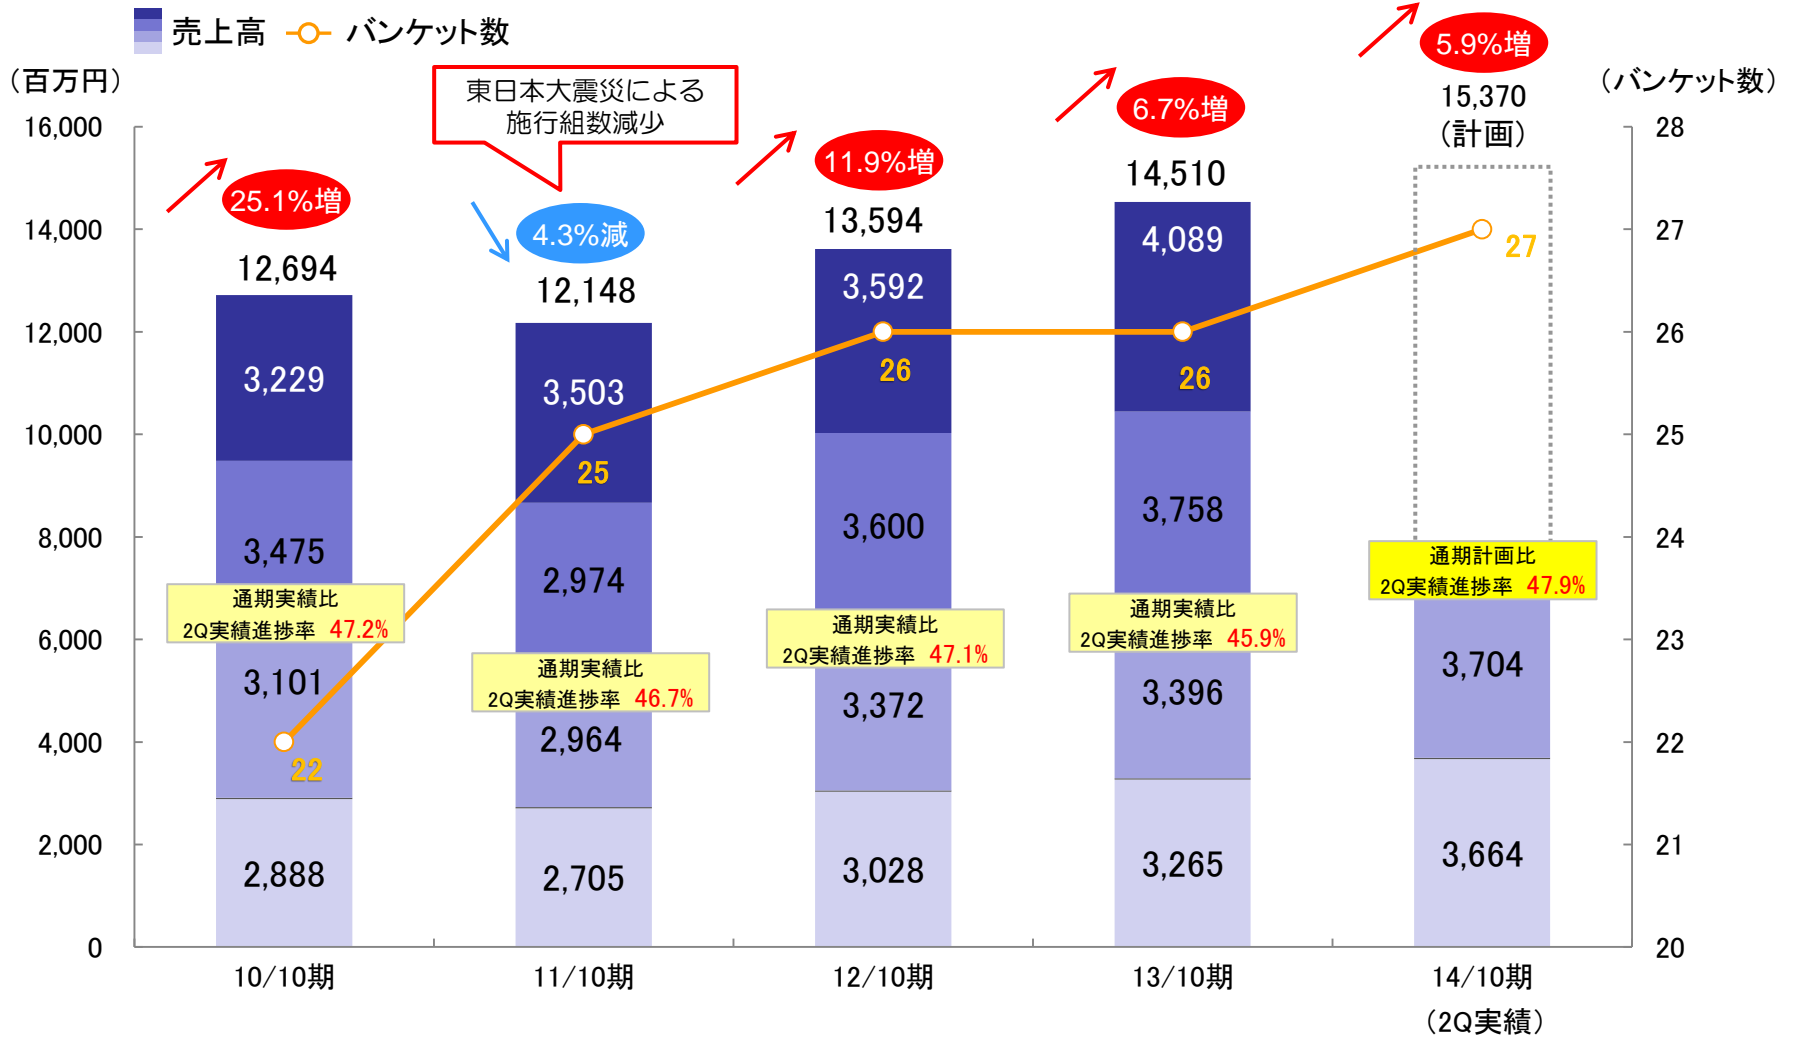 売上高 バンケット数
（百万円）
（バンケット数）
東日本大震災による
施行組数減少
25.1%増
4.3%減
11.9%増
6.7%増
5.9%増
12,694
12,148
13,594
14,510
15,370
（計画）
16,000
14,000
12,000
10,000
8,000
6,000
4,000
2,000
0
28
27
26
25
24
23
22
21
20
3,229
3,475
3,101
2,888
3,503
2,974
2,964
2,705
3,592
3,600
3,372
3,028
4,089
3,758
3,396
3,265
3,704
3,664
22
25
26
26
27
通期実績比
2Q実績進捗率 47.2%
通期実績比
2Q実績進捗率 46.7%
通期実績比
2Q実績進捗率 47.1%
通期実績比
2Q実績進捗率 45.9%
通期計画比
2Q実績進捗率 47.9%
10/10期
11/10期
12/10期
13/10期
14/10期
（2Q実績）